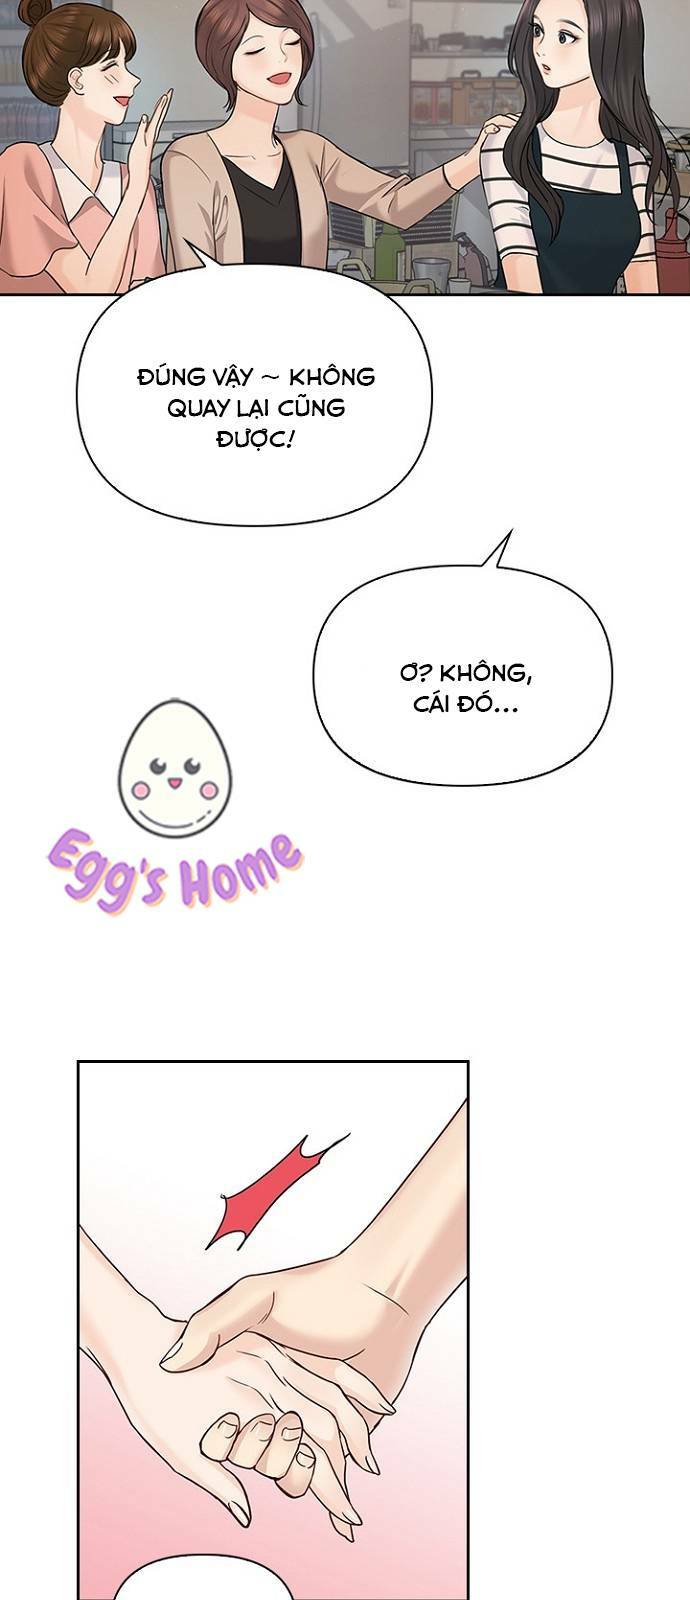 ĐÚNG VẬY ~ KHÔNG
QUAY LẠI CŨNG
ĐƯỢC!
Ơ? KHÔNG,
CÁI ĐÓ...
Egg's Home